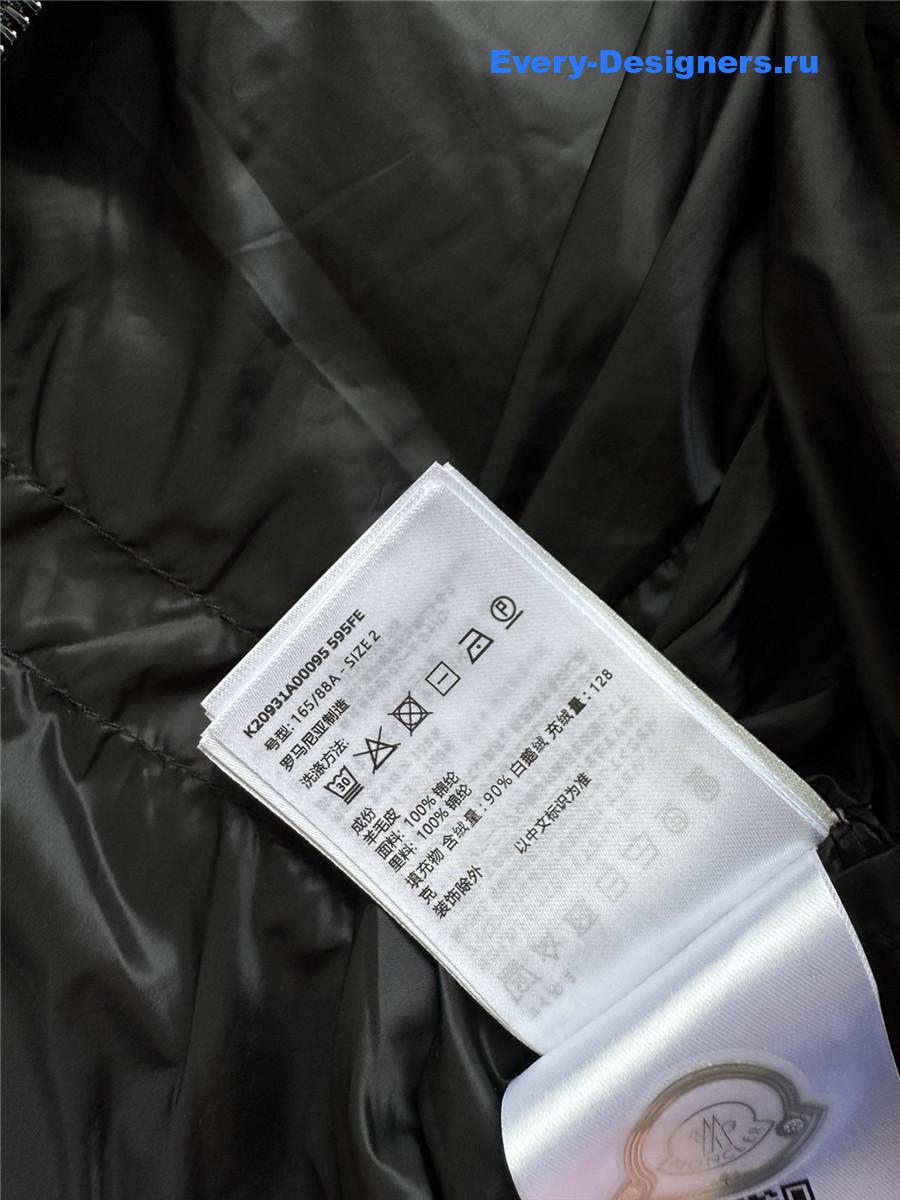 Every-Designers.ru
K20931A00095 595FE
号型: 165/88A - SIZE 2
罗马尼亚制造
洗涤方法:
30
P
成份
羊毛皮
面料: 100% 锦纶
里料: 100% 锦纶
填充物 含绒量: 90% 白鹅绒 充绒量: 128
克
装饰除外
以中文标识为准
MONCLER